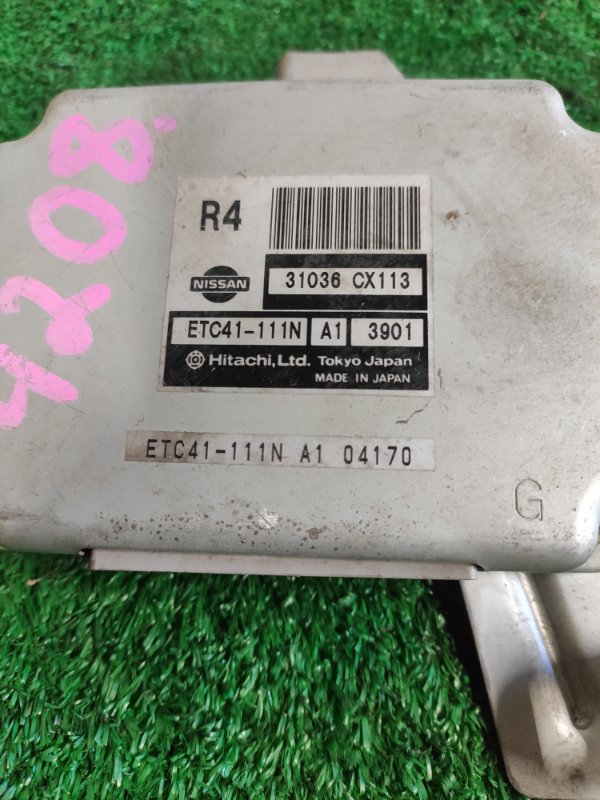 4208
R4
NISSAN
31036 CX113
ETC41-111N A1 3901
Hitachi, Ltd. Tokyo Japan
MADE IN JAPAN
ETC41-111N A1 04170
G